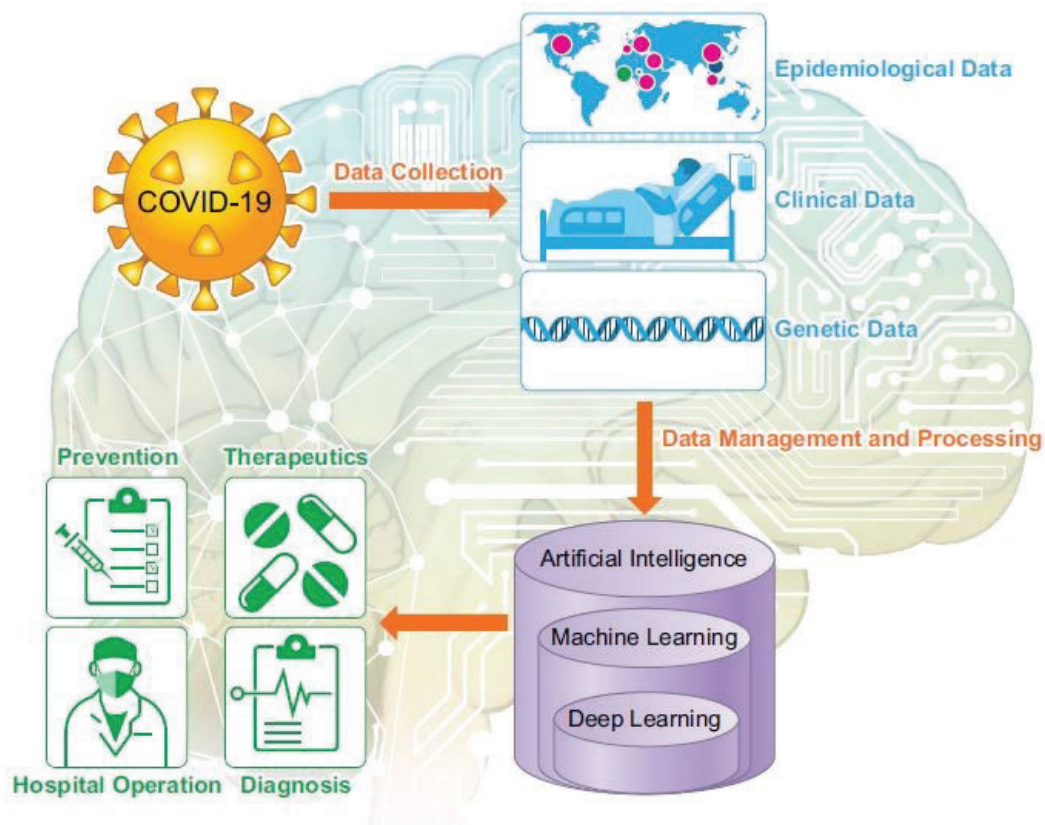 Epidemiological Data
Data Collection
COVID-19
Clinical Data
Genetic Data
Data Management and Processing
Prevention
Therapeutics
Artificial Intelligence
Machine Learning
Deep Learning
Hospital Operation
Diagnosis